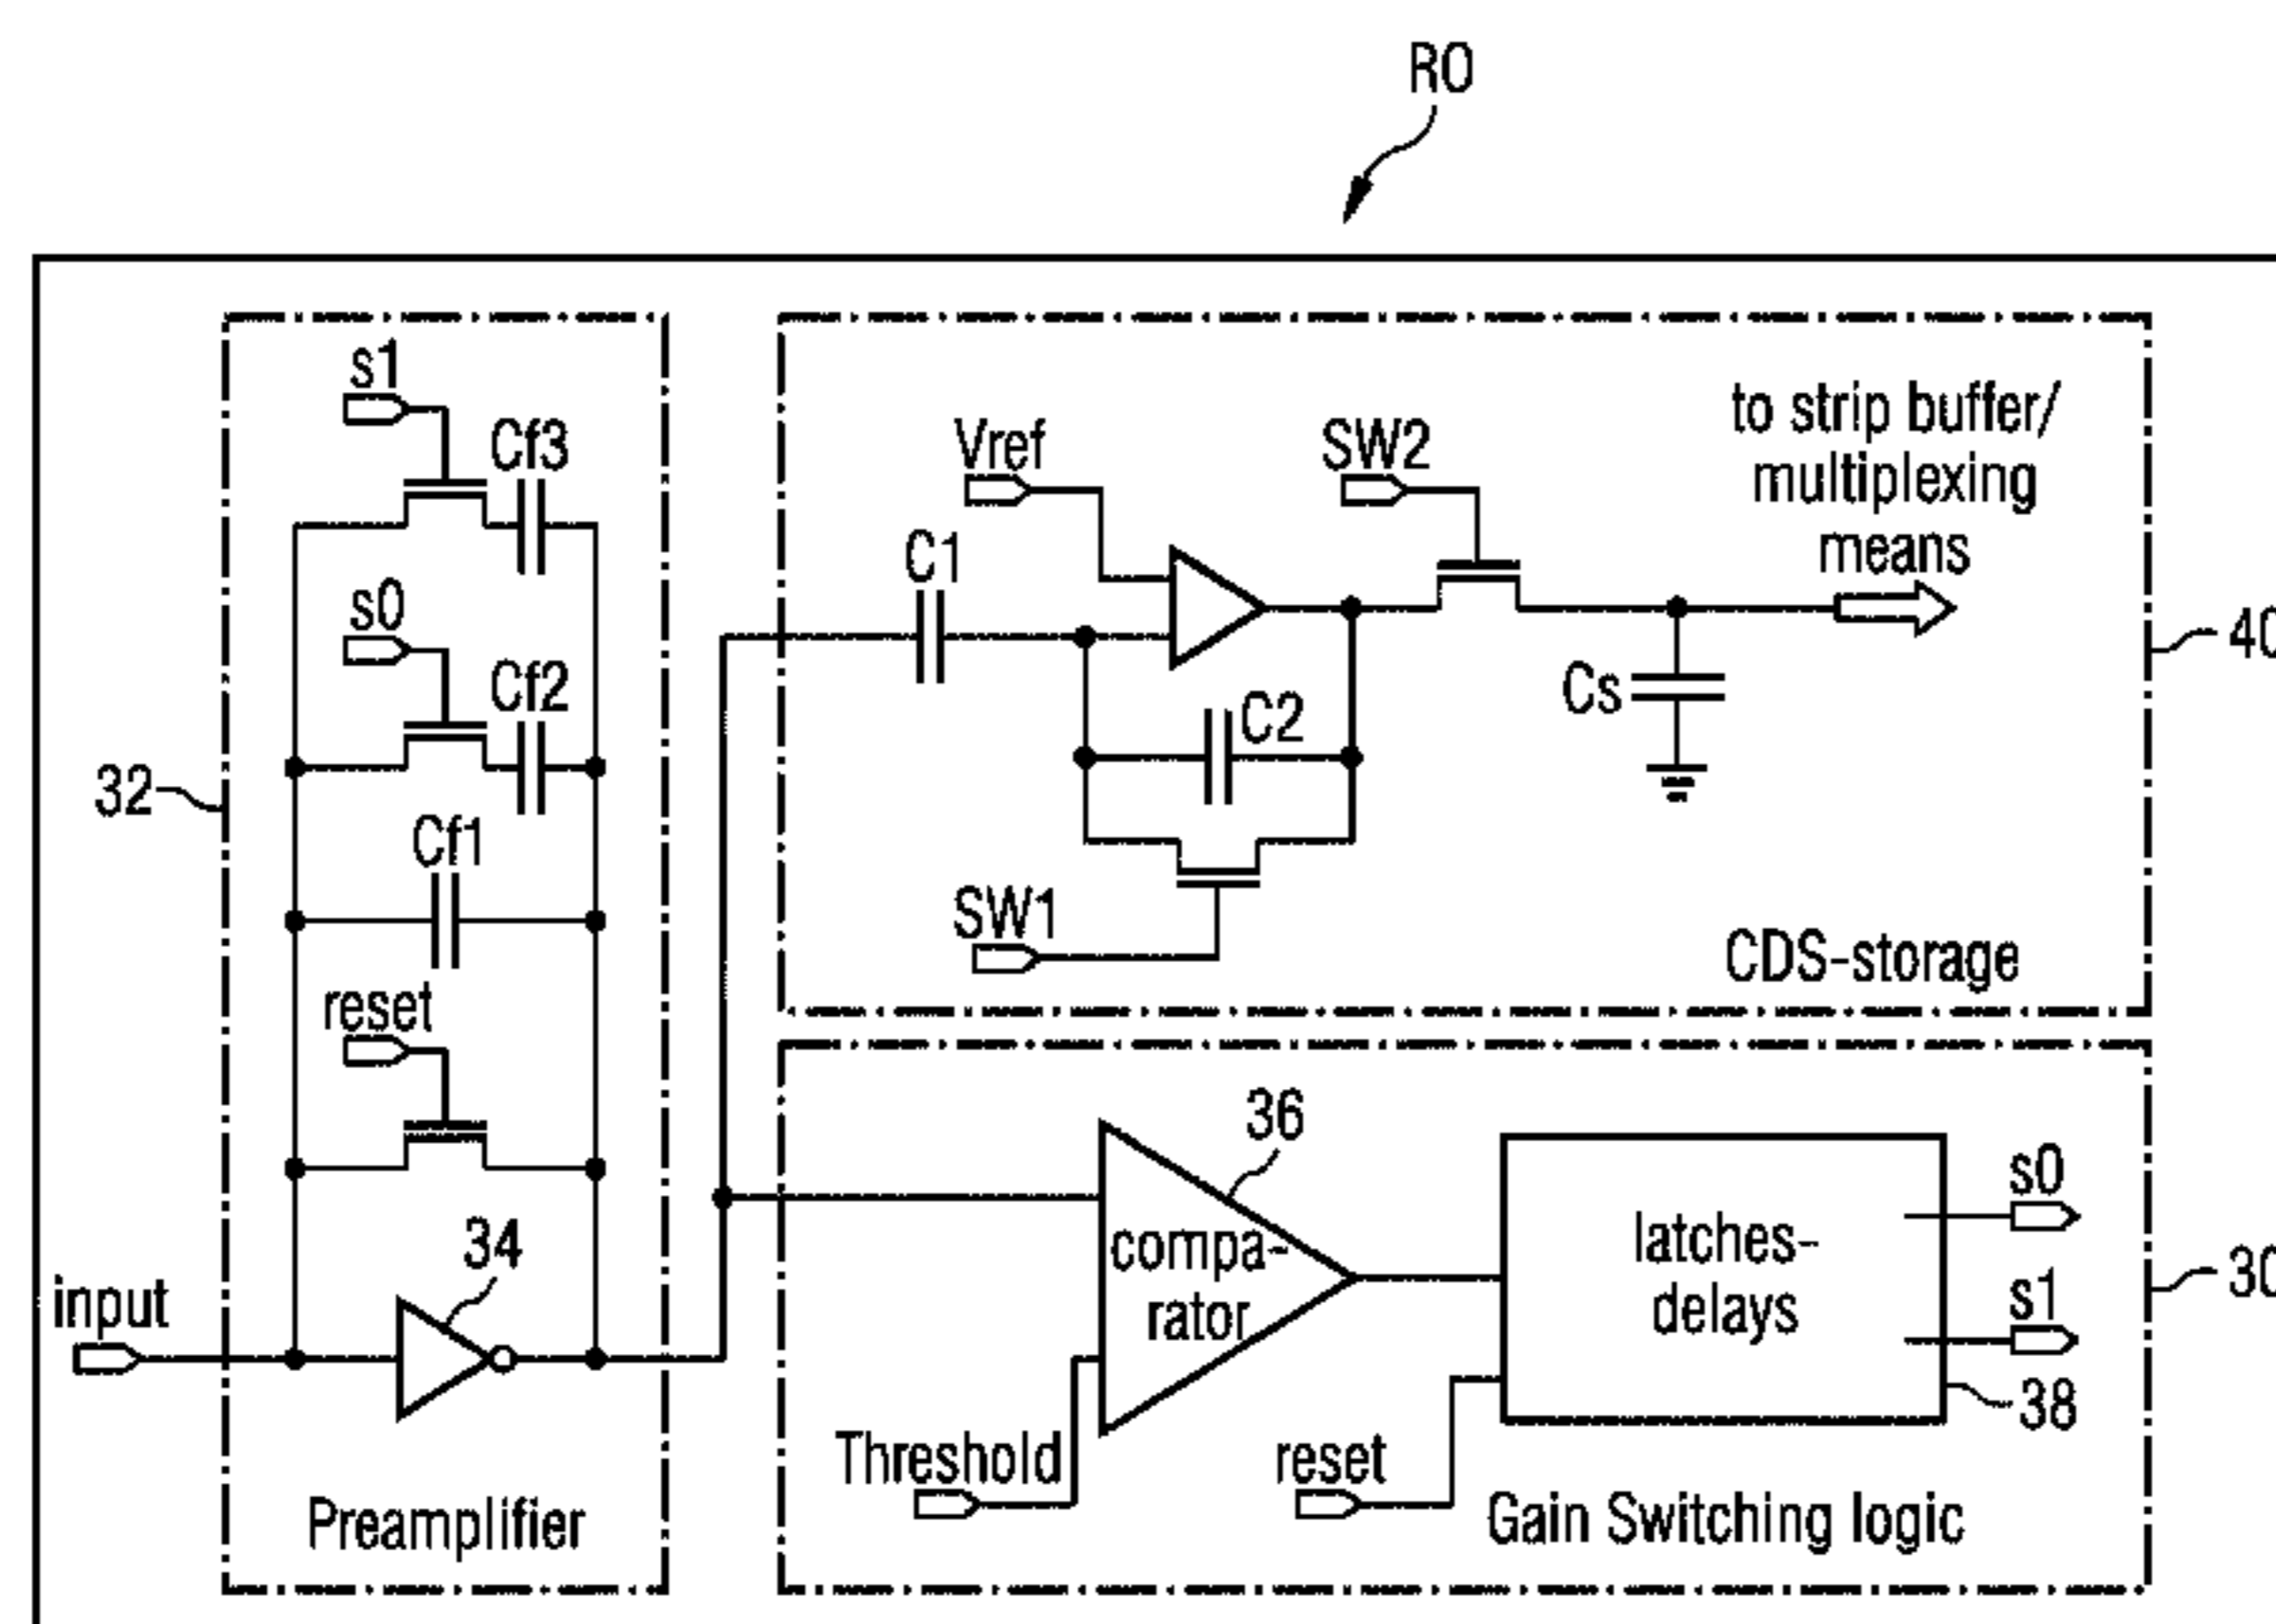 RO
s1
Cf3
s0
Cf2
32
Cf1
reset
34
input
Preamplifier
Vref
SW2
to strip buffer/
multiplexing
means
C1
C2
Cs
40
SW1
CDS-storage
36
compa-
rator
latches-
delays
s0
s1
30
38
Threshold
reset
Gain Switching logic